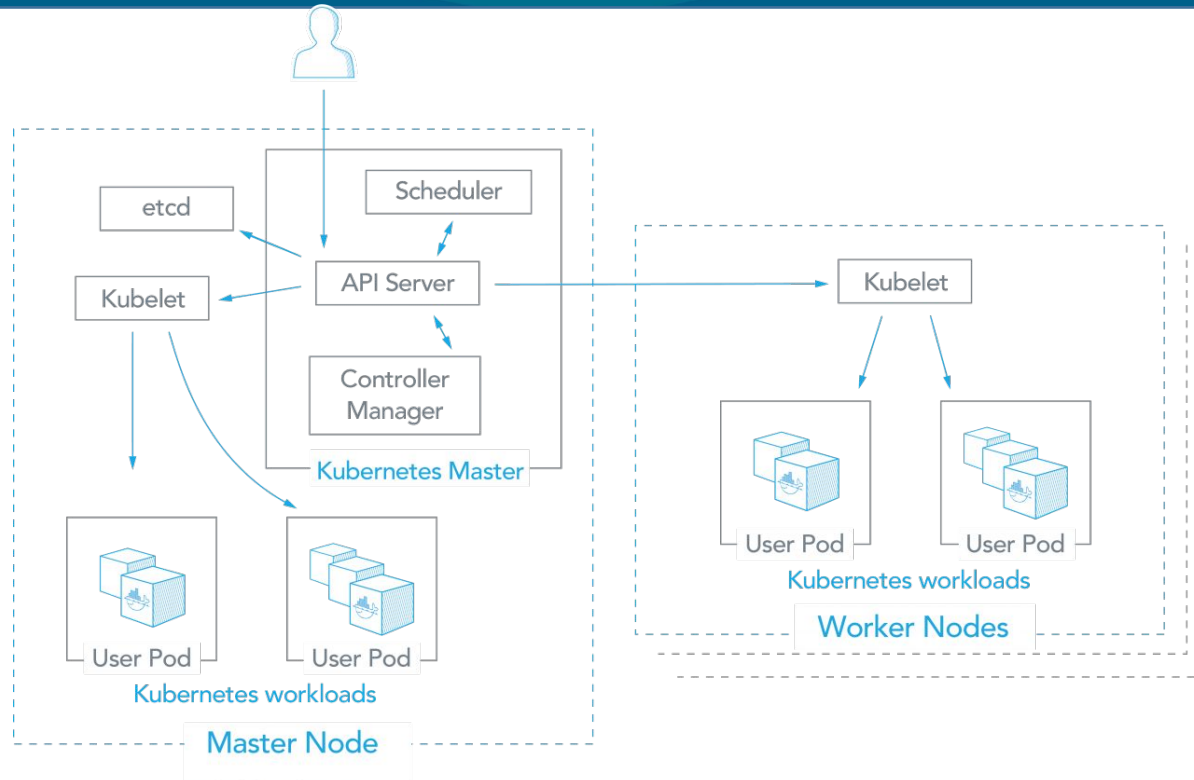 Scheduler
etcd
API Server
Kubelet
Kubelet
Controller
Manager
Kubernetes Master
User Pod
User Pod
Kubernetes workloads
Worker Nodes
User Pod
User Pod
Kubernetes workloads
Master Node